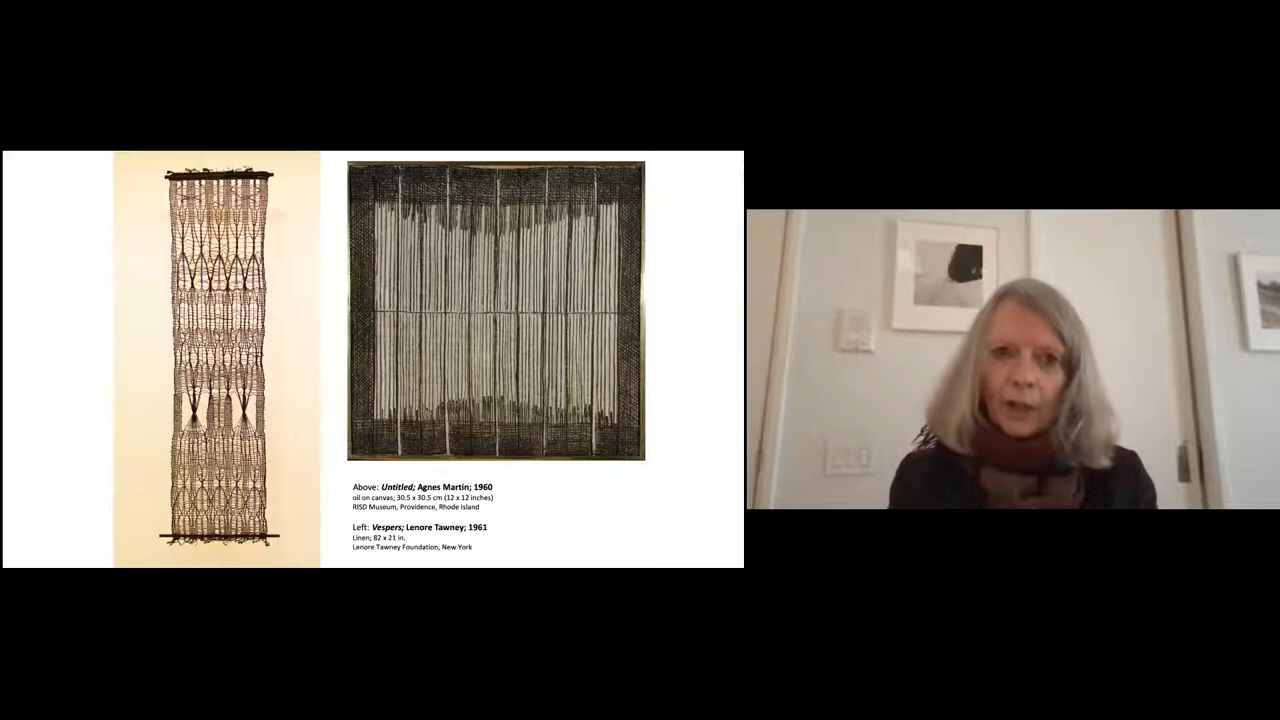 Above: Untitled; Agnes Martin; 1960
oil on canvas; 30.5 x 30.5 cm (12 x 12 inches)
RISD Museum, Providence, Rhode Island
Left: Vespers; Lenore Tawney; 1961
Linen; 82 x 21 in.
Lenore Tawney Foundation, New York